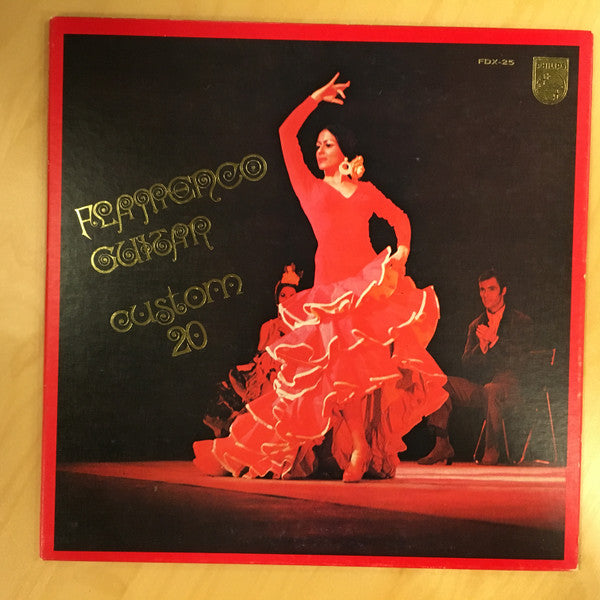 FDX-25
PHILIPS
FLAMENCO
GUITAR
custom
20